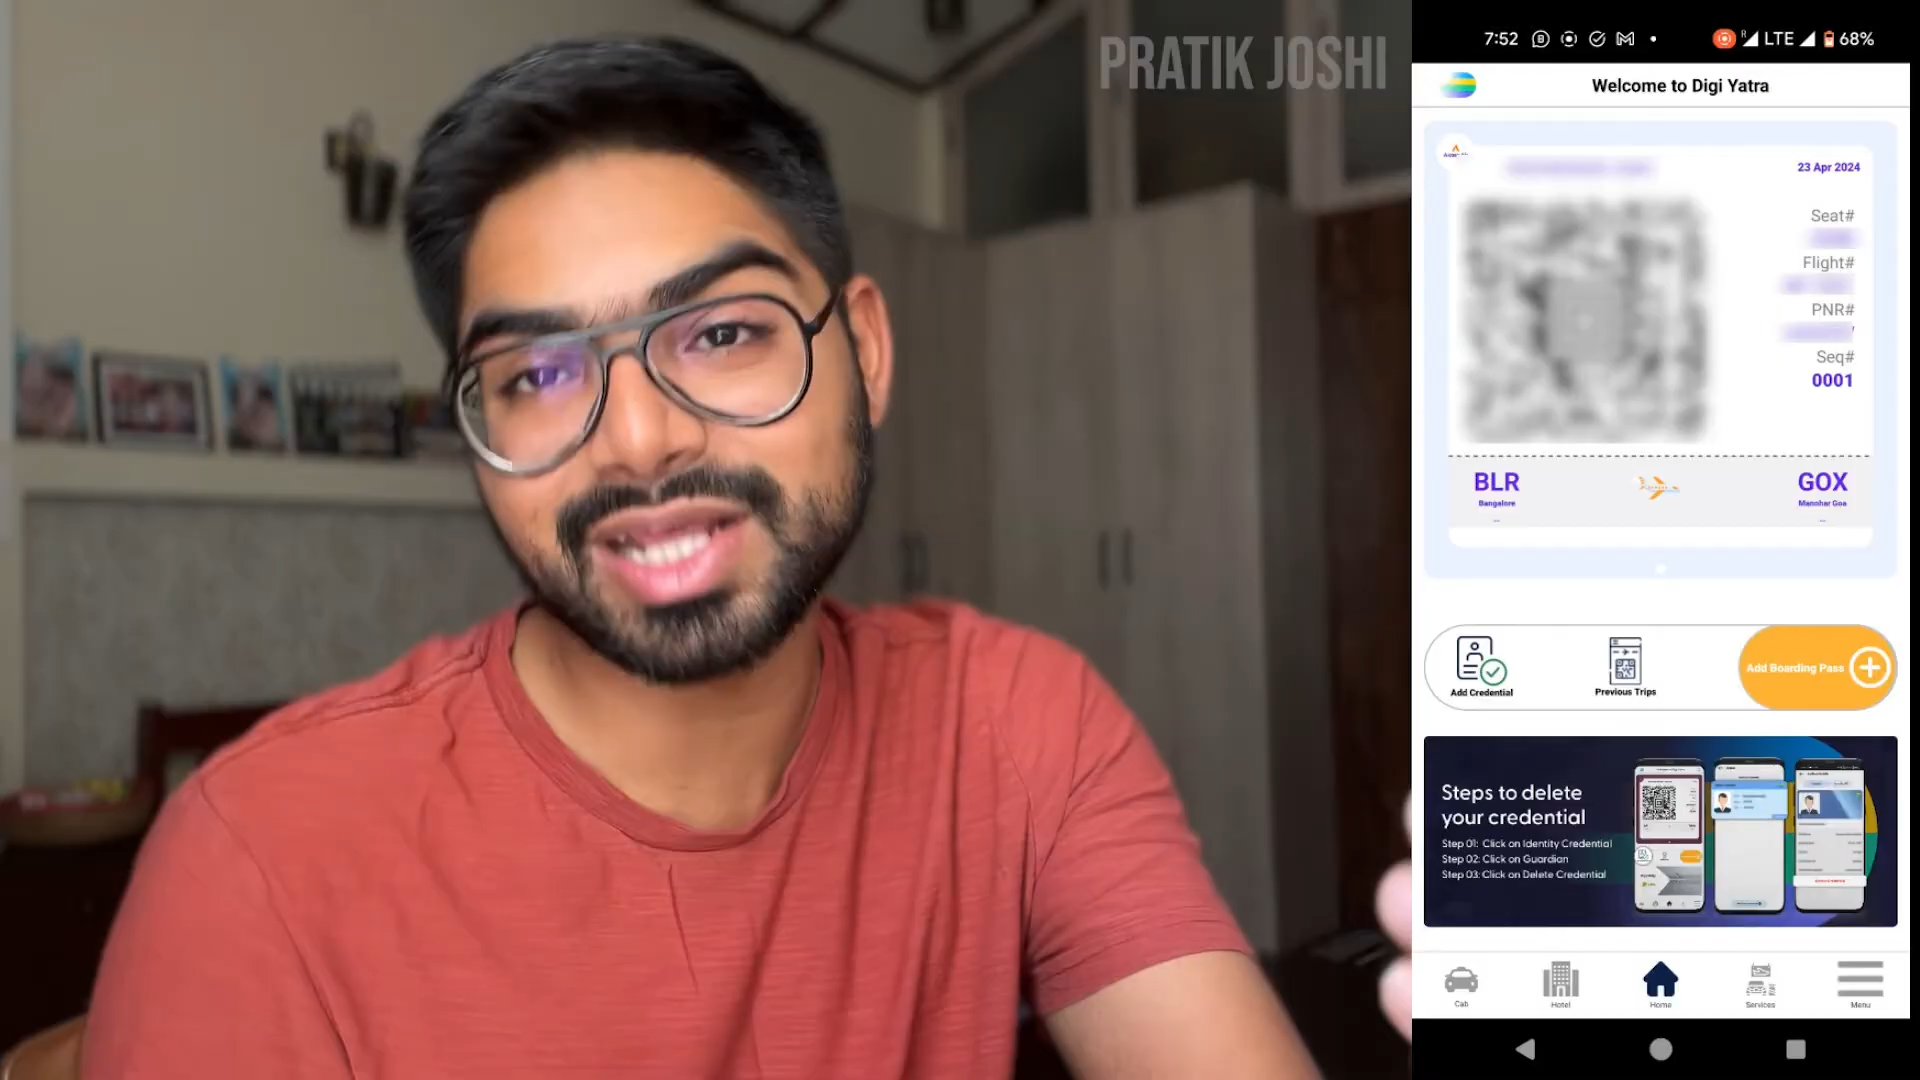 PRATIK JOSHI
7:52
LTE
68%
Welcome to Digi Yatra
23 Apr 2024
Seat#
Flight#
PNR#
Seq#
0001
BLR
GOX
Bangalore
Manohar Goa
Add Credential
Previous Trips
Add Boarding Pass
Steps to delete
your credential
Step 01: Click on Identity Credential
Step 02: Click on Guardian
Step 03: Click on Delete Credential
Cab
Hotel
Home
Services
Menu